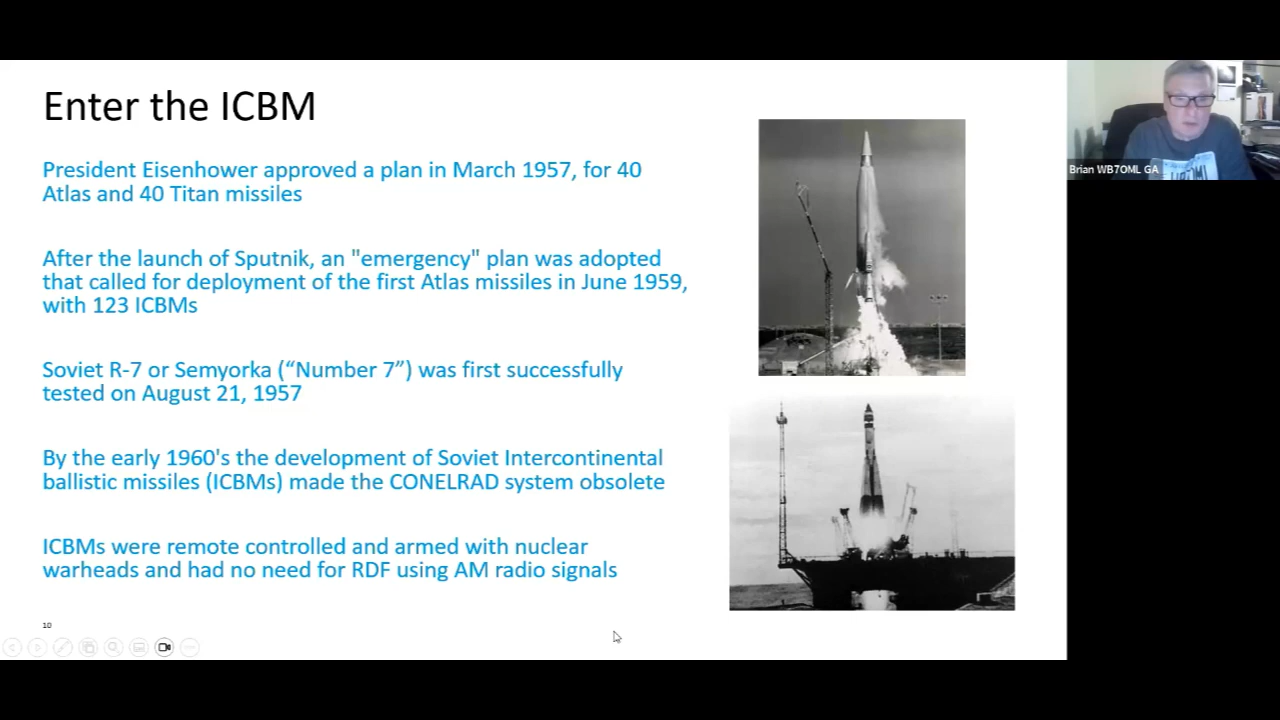 Enter the ICBM
President Eisenhower approved a plan in March 1957, for 40
Atlas and 40 Titan missiles
After the launch of Sputnik, an "emergency" plan was adopted
that called for deployment of the first Atlas missiles in June 1959,
with 123 ICBMs
Soviet R-7 or Semyorka (“Number 7”) was first successfully
tested on August 21, 1957
By the early 1960's the development of Soviet Intercontinental
ballistic missiles (ICBMs) made the CONELRAD system obsolete
ICBMs were remote controlled and armed with nuclear
warheads and had no need for RDF using AM radio signals
10
Brian WB7OML GA